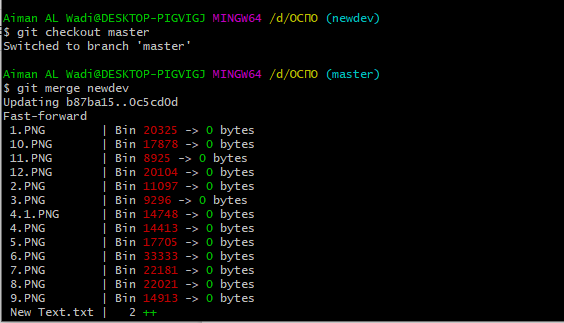 Aiman AL Wadi@DESKTOP-PIGVIGJ MINGW64 /d/ОСПО (newdev)
$ git checkout master
Switched to branch 'master'
Aiman AL Wadi@DESKTOP-PIGVIGJ MINGW64 /d/ОСПО (master)
$ git merge newdev
Updating b87ba15..0c5cd0d
Fast-forward
1.PNG | Bin 20325 -> 0 bytes
10.PNG | Bin 17878 -> 0 bytes
11.PNG | Bin 8925 -> 0 bytes
12.PNG | Bin 20104 -> 0 bytes
2.PNG | Bin 11097 -> 0 bytes
3.PNG | Bin 9296 -> 0 bytes
4.1.PNG | Bin 14748 -> 0 bytes
4.PNG | Bin 14413 -> 0 bytes
5.PNG | Bin 17705 -> 0 bytes
6.PNG | Bin 33333 -> 0 bytes
7.PNG | Bin 22181 -> 0 bytes
8.PNG | Bin 22021 -> 0 bytes
9.PNG | Bin 14913 -> 0 bytes
New Text.txt | 2 ++